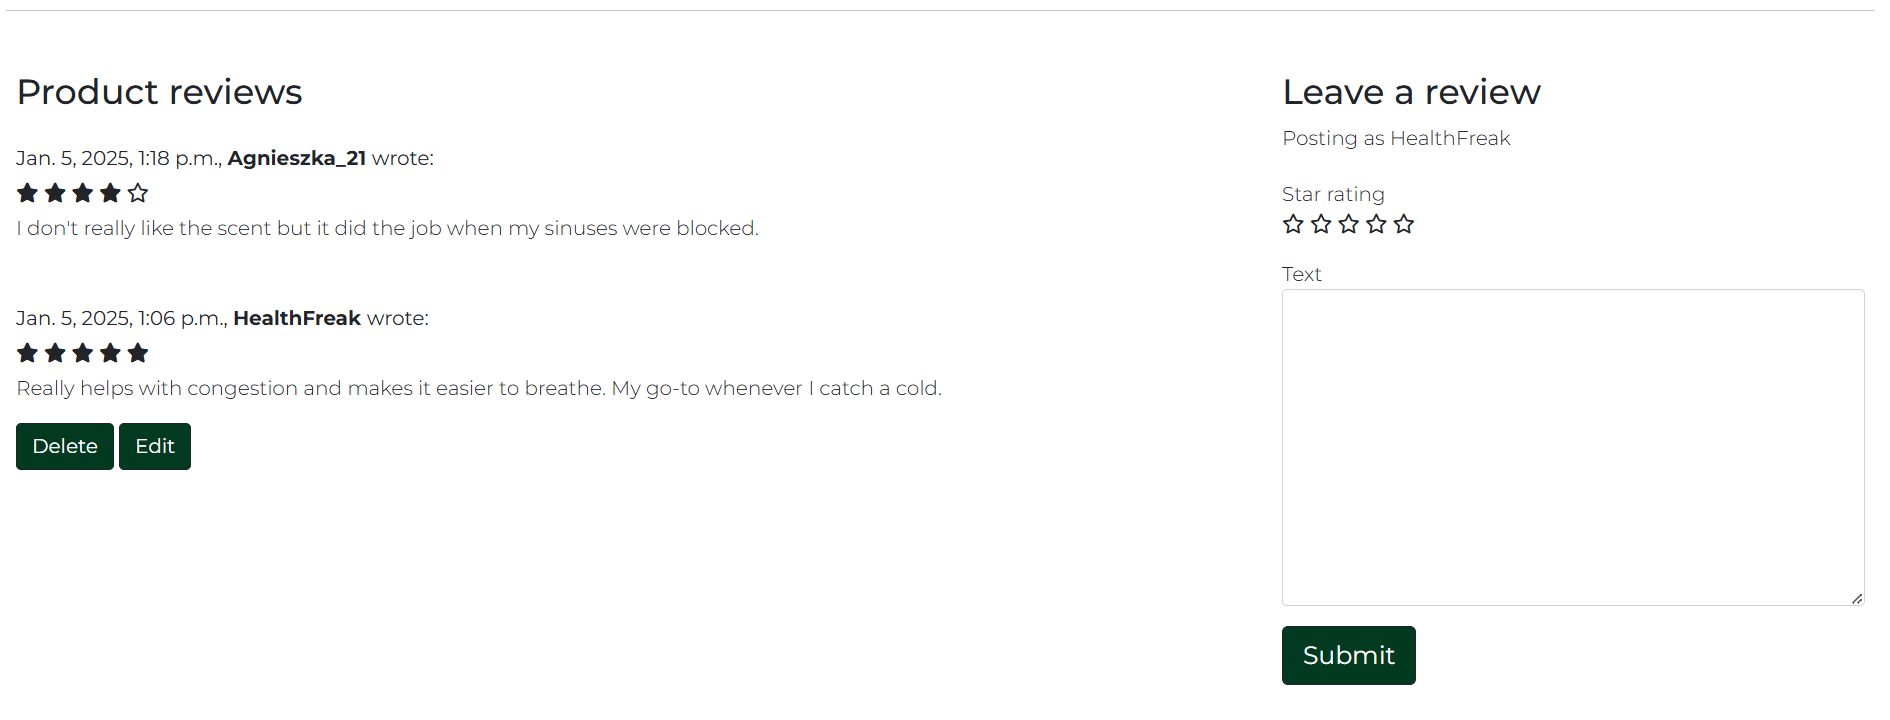 Product reviews
Jan. 5, 2025, 1:18 p.m., Agnieszka_21 wrote:
I don't really like the scent but it did the job when my sinuses were blocked.
Jan. 5, 2025, 1:06 p.m., HealthFreak wrote:
Really helps with congestion and makes it easier to breathe. My go-to whenever I catch a cold.
Delete Edit
Leave a review
Posting as HealthFreak
Star rating
Text
Submit